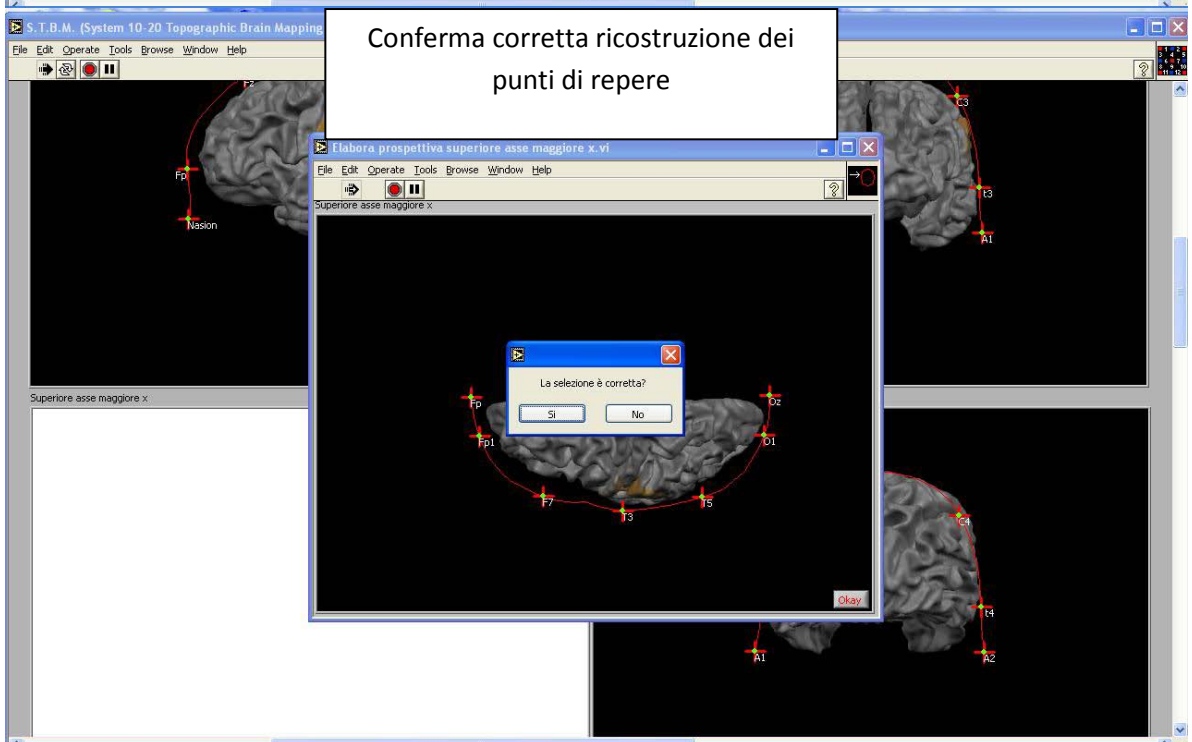 S.T.B.M. (System 10-20 Topographic Brain Mapping
File Edit Operate Tools Browse Window Help
Conferma corretta ricostruzione dei
punti di repere
Fz
Fp
Nasion
C3
t3
A1
Elabora prospettiva superiore asse maggiore x.vi
File Edit Operate Tools Browse Window Help
Superiore asse maggiore x
La selezione è corretta?
Si No
Fp
Oz
Fp1
O1
F7
T3
T5
Okay
Superiore asse maggiore x
C4
t4
A1
A2